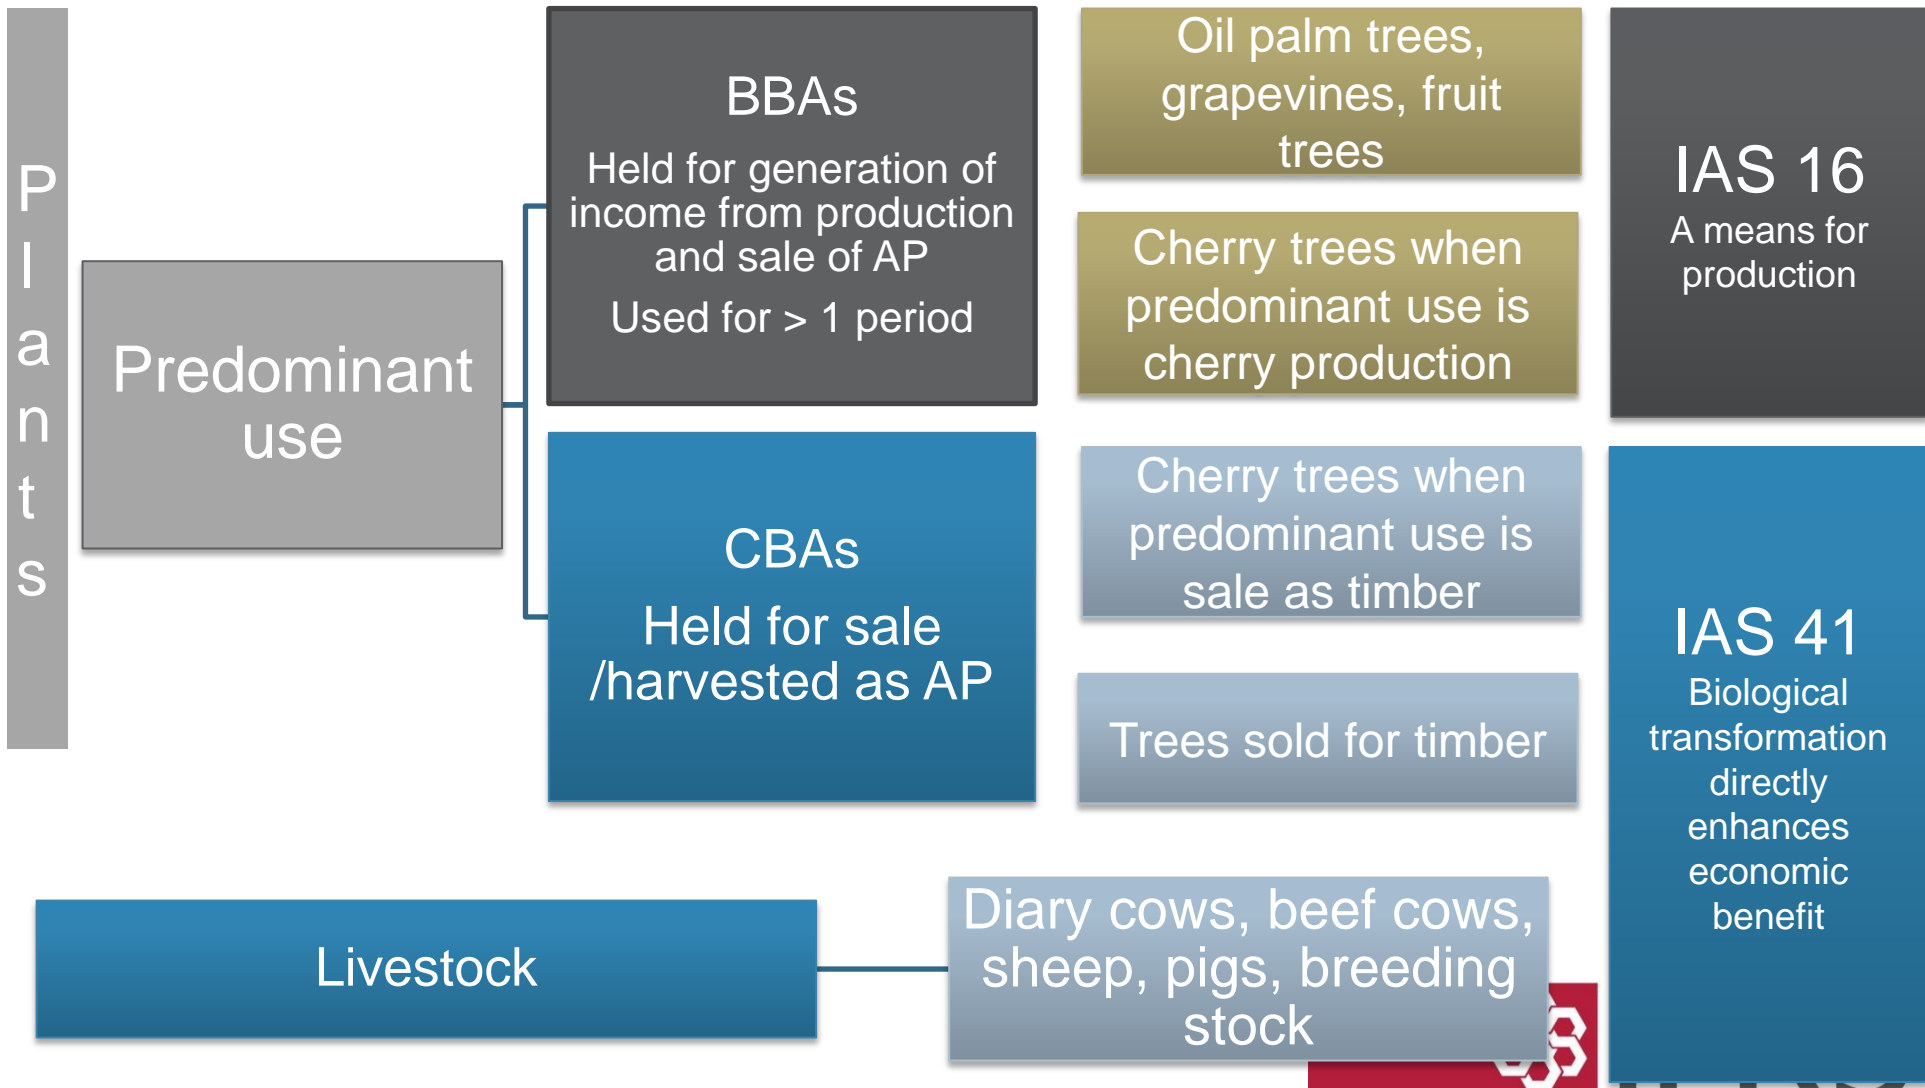 Plants
Predominant
use
BBAs
Held for generation of
income from production
and sale of AP
Used for > 1 period
CBAs
Held for sale
/harvested as AP
Oil palm trees,
grapevines, fruit
trees
Cherry trees when
predominant use is
cherry production
Cherry trees when
predominant use is
sale as timber
Trees sold for timber
IAS 16
A means for
production
IAS 41
Biological
transformation
directly
enhances
economic
benefit
Livestock
Diary cows, beef cows,
sheep, pigs, breeding
stock